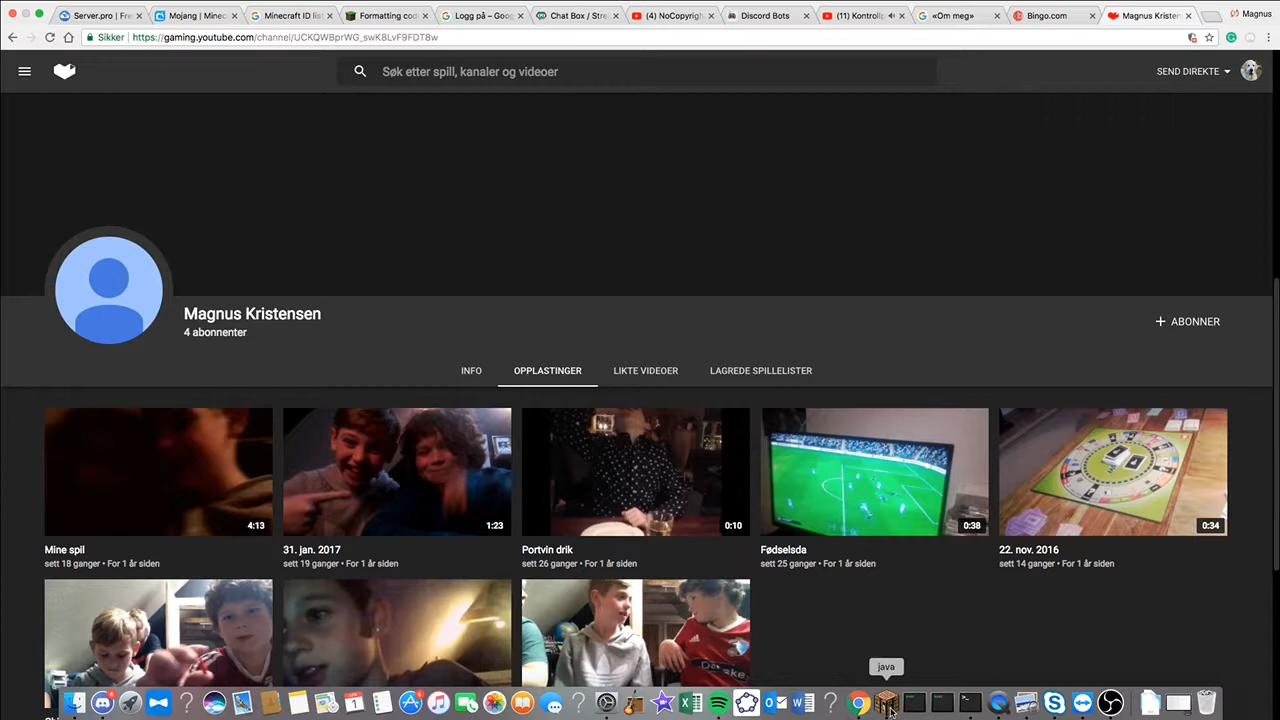 Server.pro | Free
Mojang | Minec
Minecraft ID list
Formatting code
Logg på – Goog
Chat Box / Stre
(4) NoCopyrigh
Discord Bots
(11) Kontrollp
«Om meg»
Bingo.com
Magnus Kristen
Magnus
Sikker https://gaming.youtube.com/channel/UCKQWBprWG_swK8LvF9FDT8w
Søk etter spill, kanaler og videoer
SEND DIREKTE
Magnus Kristensen
4 abonnenter
+ ABONNER
INFO OPPLASTINGER LIKTE VIDEOER LAGREDE SPILLELISTER
4:13
1:23
0:10
0:38
0:34
Mine spil
31. jan. 2017
Portvin drik
Fødselsda
22. nov. 2016
sett 18 ganger • For 1 år siden
sett 19 ganger • For 1 år siden
sett 26 ganger • For 1 år siden
sett 25 ganger • For 1 år siden
sett 14 ganger • For 1 år siden
java